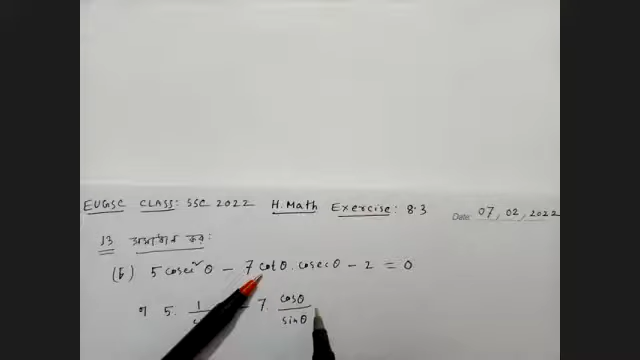 EUGSC CLASS: SSC 2022 H.Math Exercise: 8.3 Date: 07, 02, 2022
13. সমাধান কর:
(b) 5 cosec²θ − 7 cotθ. cosecθ − 2 = 0
5. 1 − 7. cosθ
sinθ